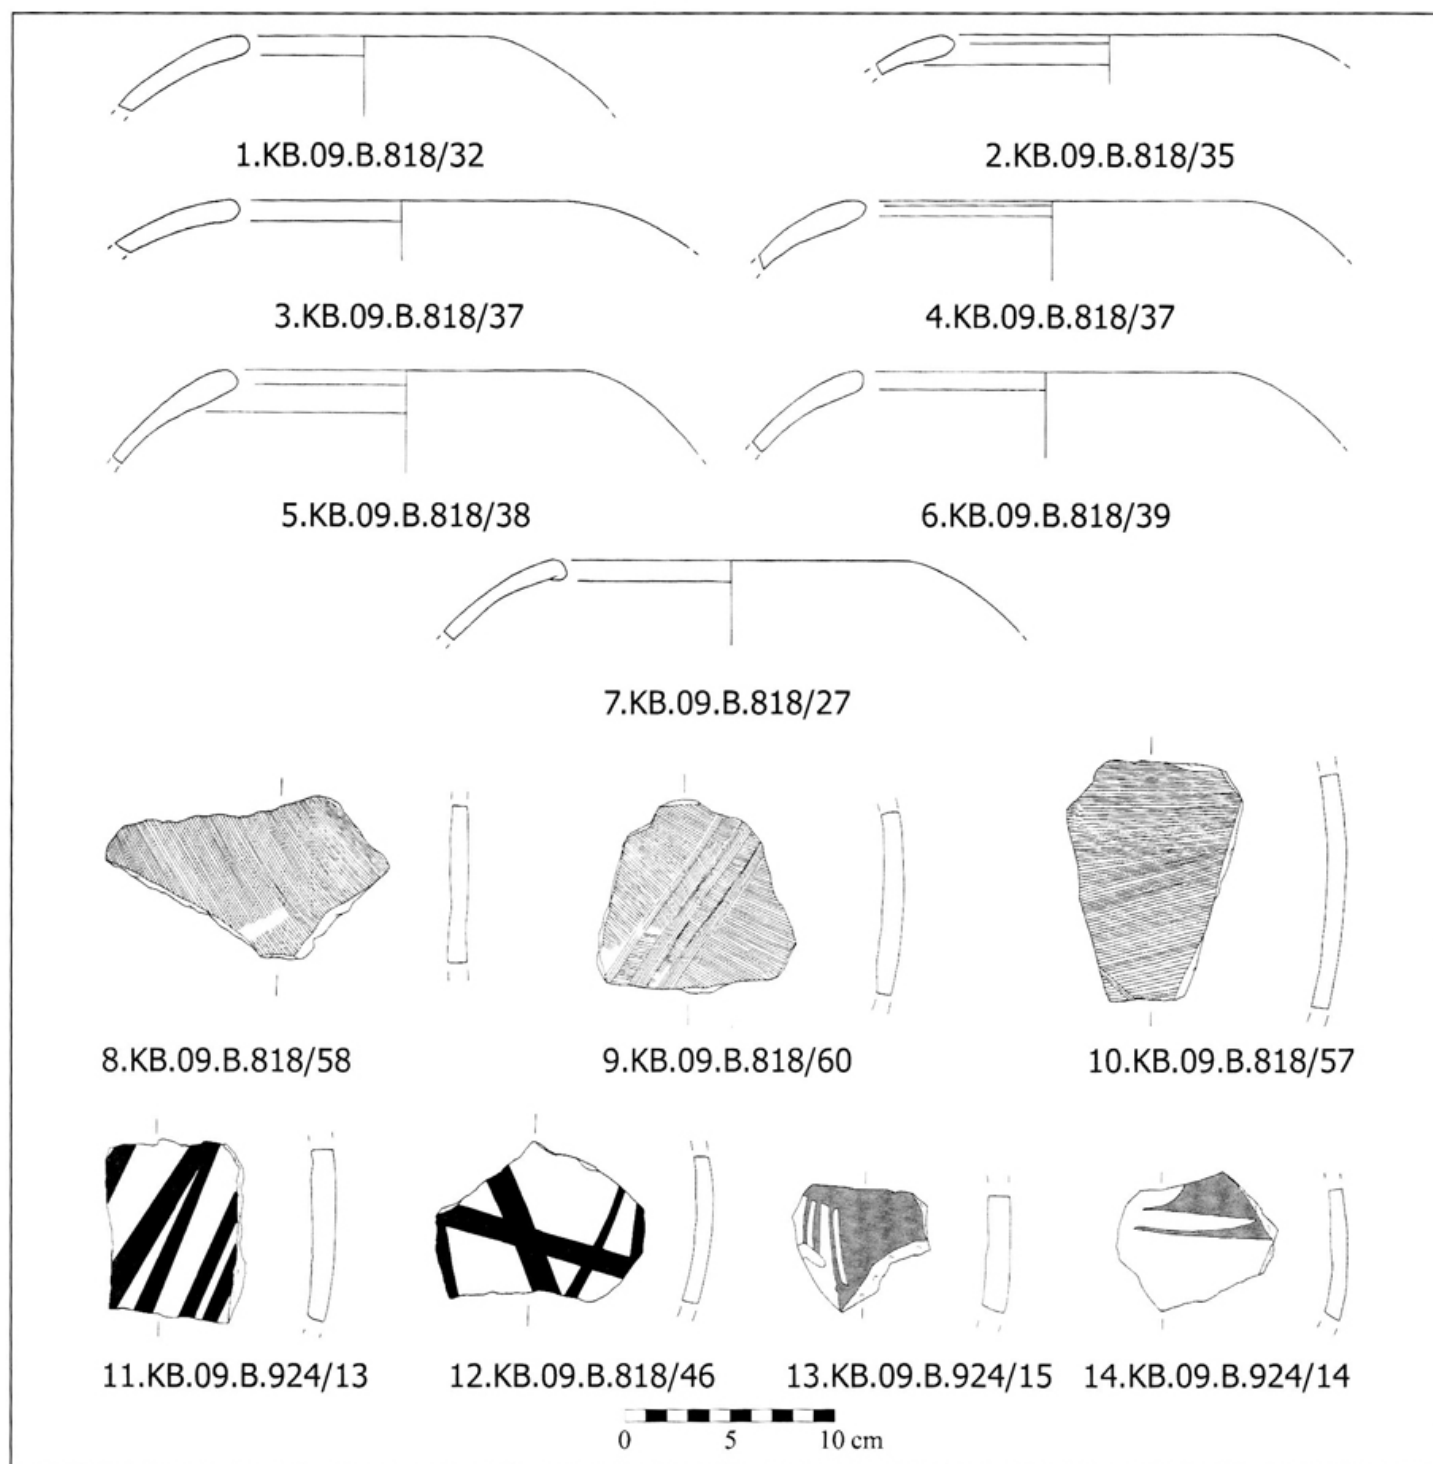 1.KB.09.B.818/32
2.KB.09.B.818/35
3.KB.09.B.818/37
4.KB.09.B.818/37
5.KB.09.B.818/38
6.KB.09.B.818/39
7.KB.09.B.818/27
8.KB.09.B.818/58
9.KB.09.B.818/60
10.KB.09.B.818/57
11.KB.09.B.924/13
12.KB.09.B.818/46
13.KB.09.B.924/15
14.KB.09.B.924/14
0 5 10 cm